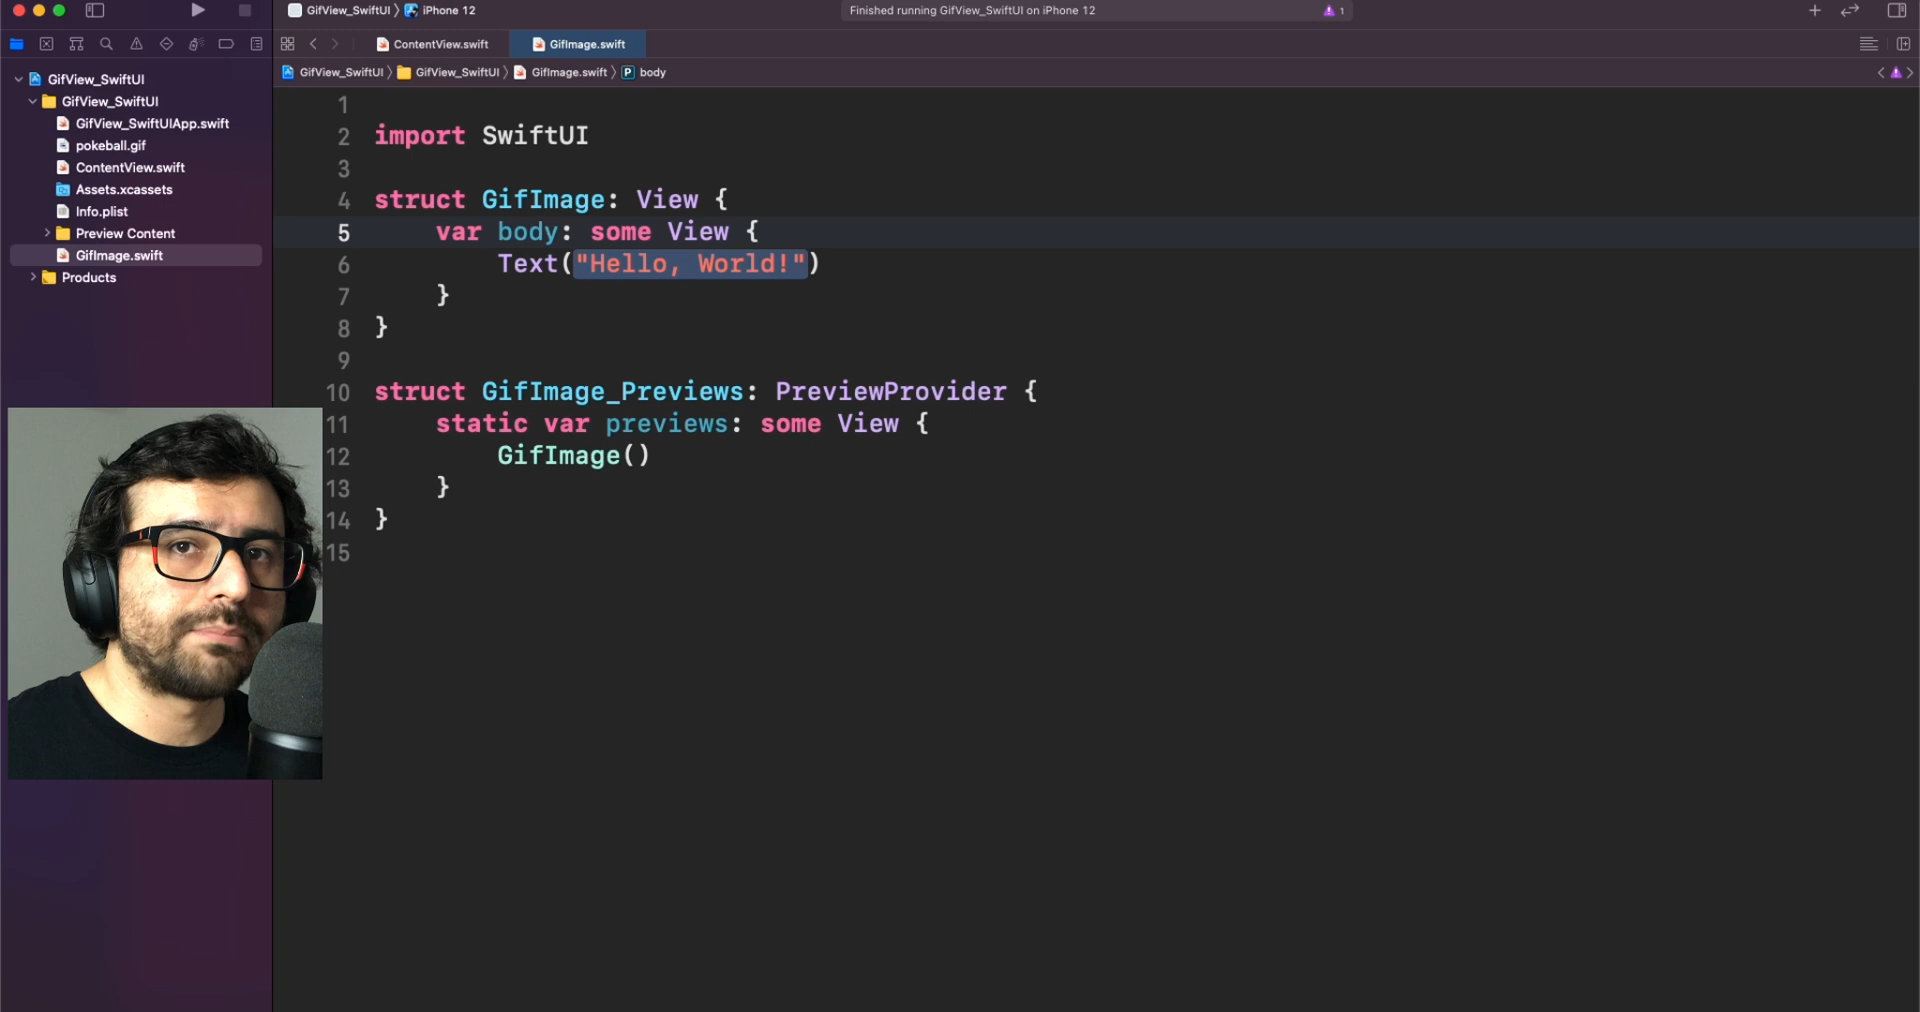 GifView_SwiftUI 〉 iPhone 12
Finished running GifView_SwiftUI on iPhone 12
1
ContentView.swift
GifImage.swift
GifView_SwiftUI 〉 GifView_SwiftUI 〉 GifImage.swift 〉 P body
GifView_SwiftUI
GifView_SwiftUI
GifView_SwiftUIApp.swift
pokeball.gif
ContentView.swift
Assets.xcassets
Info.plist
Preview Content
GifImage.swift
Products
1
2 import SwiftUI
3
4 struct GifImage: View {
5 var body: some View {
6 Text("Hello, World!")
7 }
8 }
9
10 struct GifImage_Previews: PreviewProvider {
11 static var previews: some View {
12 GifImage()
13 }
14 }
15